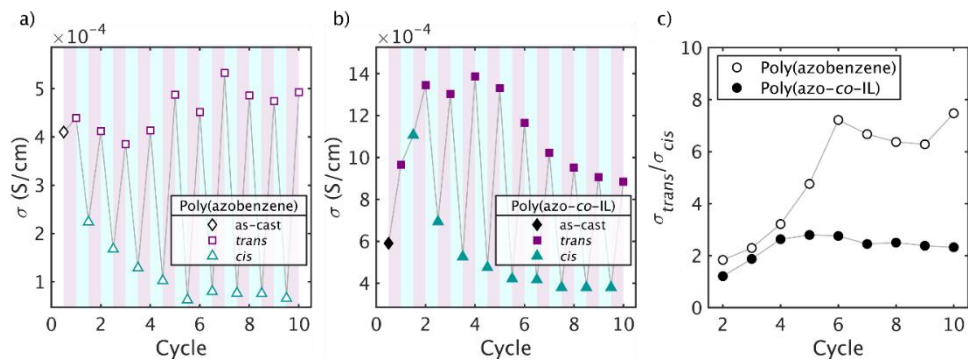 a)
×10⁻⁴
σ (S/cm)
5
4
3
2
1
Poly(azobenzene)
as-cast
trans
cis
0
2
4
6
8
10
Cycle
b)
×10⁻⁴
σ (S/cm)
14
12
10
8
6
4
Poly(azo-co-IL)
as-cast
trans
cis
0
2
4
6
8
10
Cycle
c)
σtrans/σcis
10
8
6
4
2
0
Poly(azobenzene)
Poly(azo-co-IL)
2
4
6
8
10
Cycle